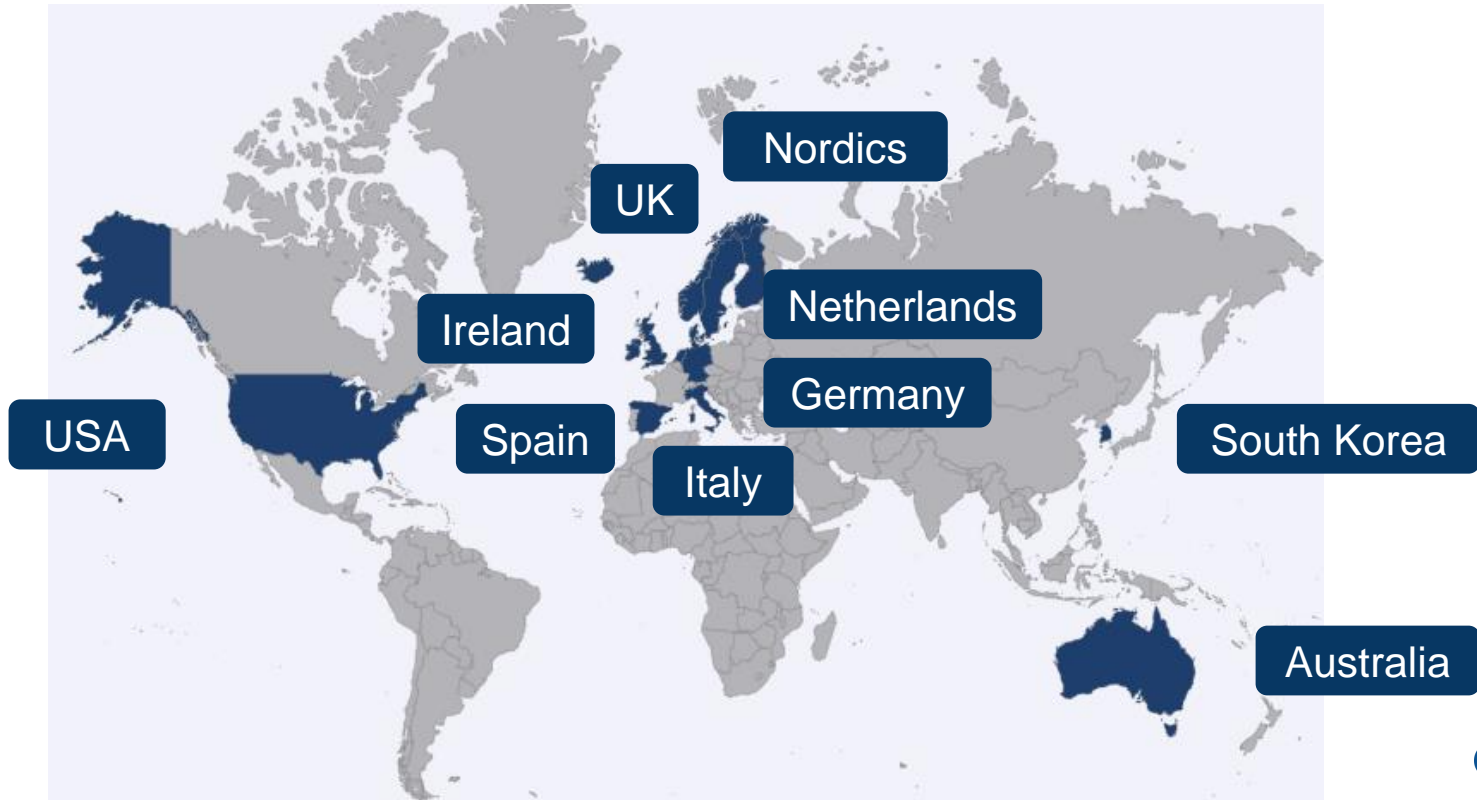 Nordics
UK
Netherlands
Ireland
Germany
USA
Spain
South Korea
Italy
Australia